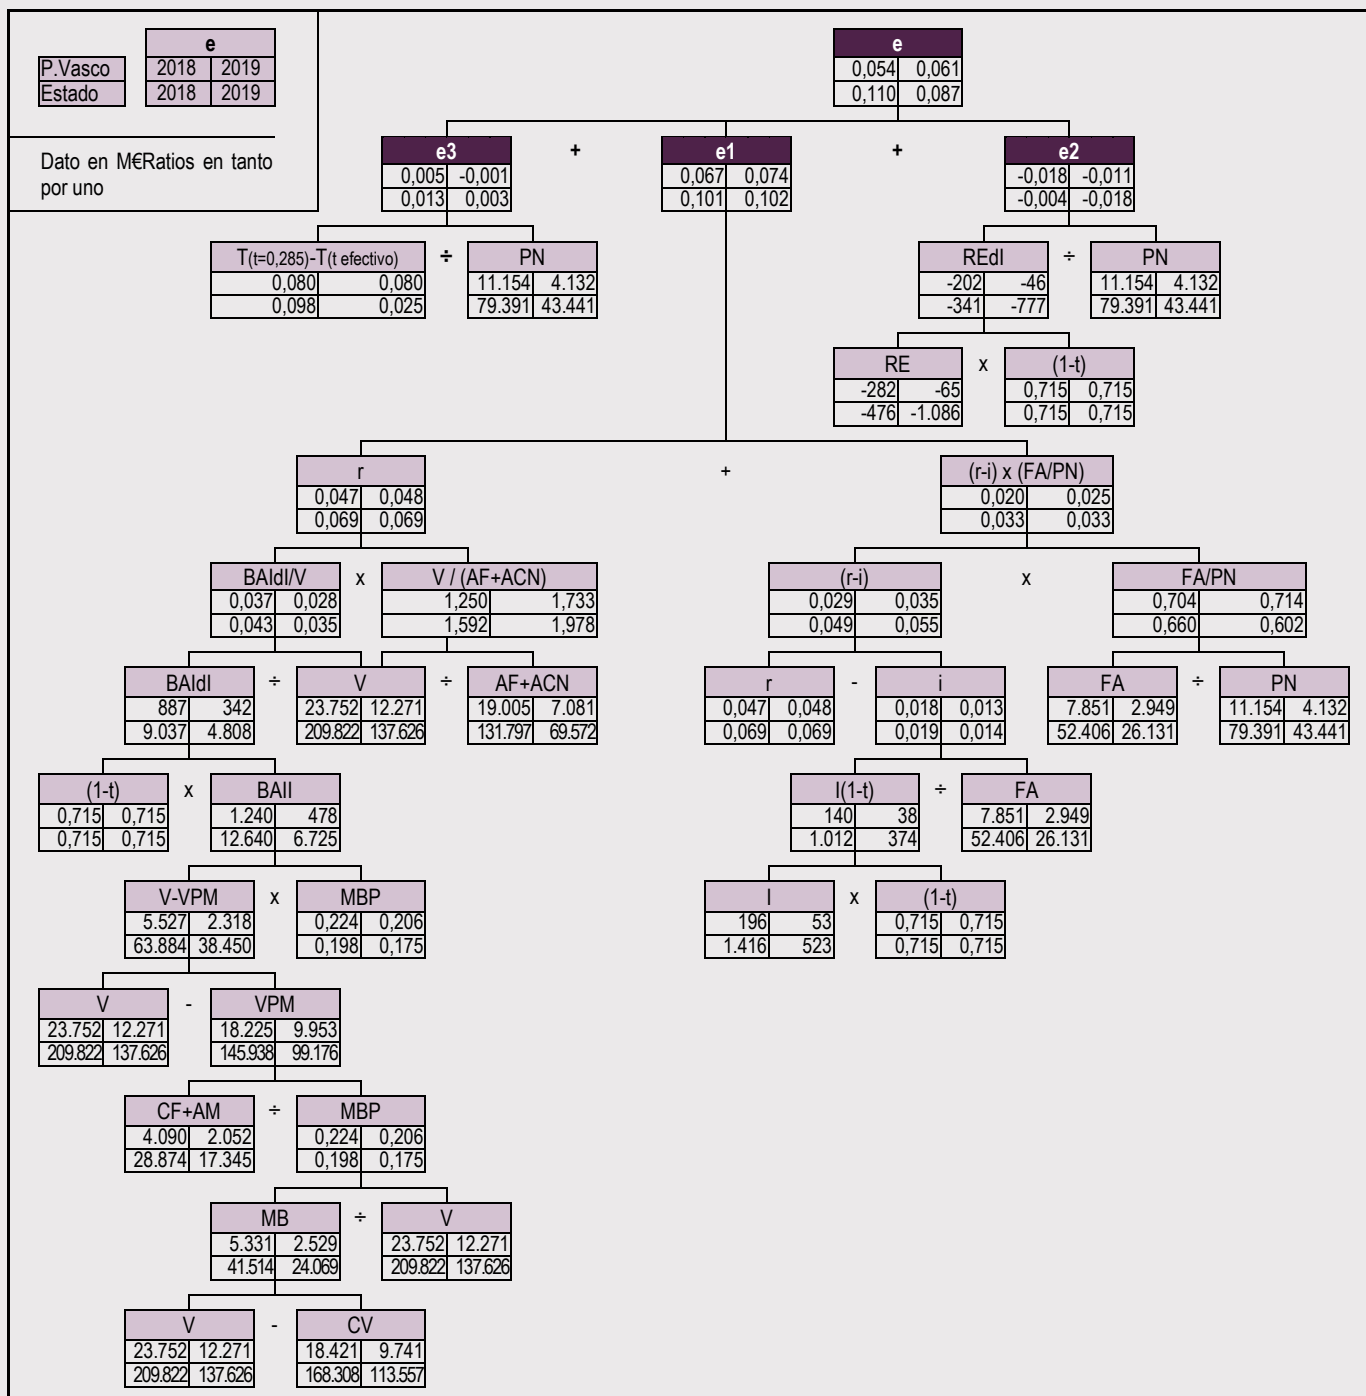 e e
P.Vasco 2018 2019 0,054 0,061
Estado 2018 2019 0,110 0,087
e3 + e1 + e2
Dato en M€Ratios en tanto
por uno
0,005 -0,001 0,067 0,074 -0,018 -0,011
0,013 0,003 0,101 0,102 -0,004 -0,018
T(t=0,285)-T(t efectivo) ÷ PN REdI ÷ PN
0,080 0,080 11.154 4.132 -202 -46 11.154 4.132
0,098 0,025 79.391 43.441 -341 -777 79.391 43.441
RE x (1-t)
-282 -65 0,715 0,715
-476 -1.086 0,715 0,715
r + (r-i) x (FA/PN)
0,047 0,048 0,020 0,025
0,069 0,069 0,033 0,033
BAIdI/V x V / (AF+ACN) (r-i) x FA/PN
0,037 0,028 1,250 1,733 0,029 0,035 0,704 0,714
0,043 0,035 1,592 1,978 0,049 0,055 0,660 0,602
BAIdI ÷ V ÷ AF+ACN r - i FA ÷ PN
887 342 23.752 12.271 19.005 7.081 0,047 0,048 0,018 0,013 7.851 2.949 11.154 4.132
9.037 4.808 209.822 137.626 131.797 69.572 0,069 0,069 0,019 0,014 52.406 26.131 79.391 43.441
(1-t) x BAII I(1-t) ÷ FA
0,715 0,715 1.240 478 140 38 7.851 2.949
0,715 0,715 12.640 6.725 1.012 374 52.406 26.131
V-VPM x MBP I x (1-t)
5.527 2.318 0,224 0,206 196 53 0,715 0,715
63.884 38.450 0,198 0,175 1.416 523 0,715 0,715
V - VPM
23.752 12.271 18.225 9.953
209.822 137.626 145.938 99.176
CF+AM ÷ MBP
4.090 2.052 0,224 0,206
28.874 17.345 0,198 0,175
MB ÷ V
5.331 2.529 23.752 12.271
41.514 24.069 209.822 137.626
V - CV
23.752 12.271 18.421 9.741
209.822 137.626 168.308 113.557